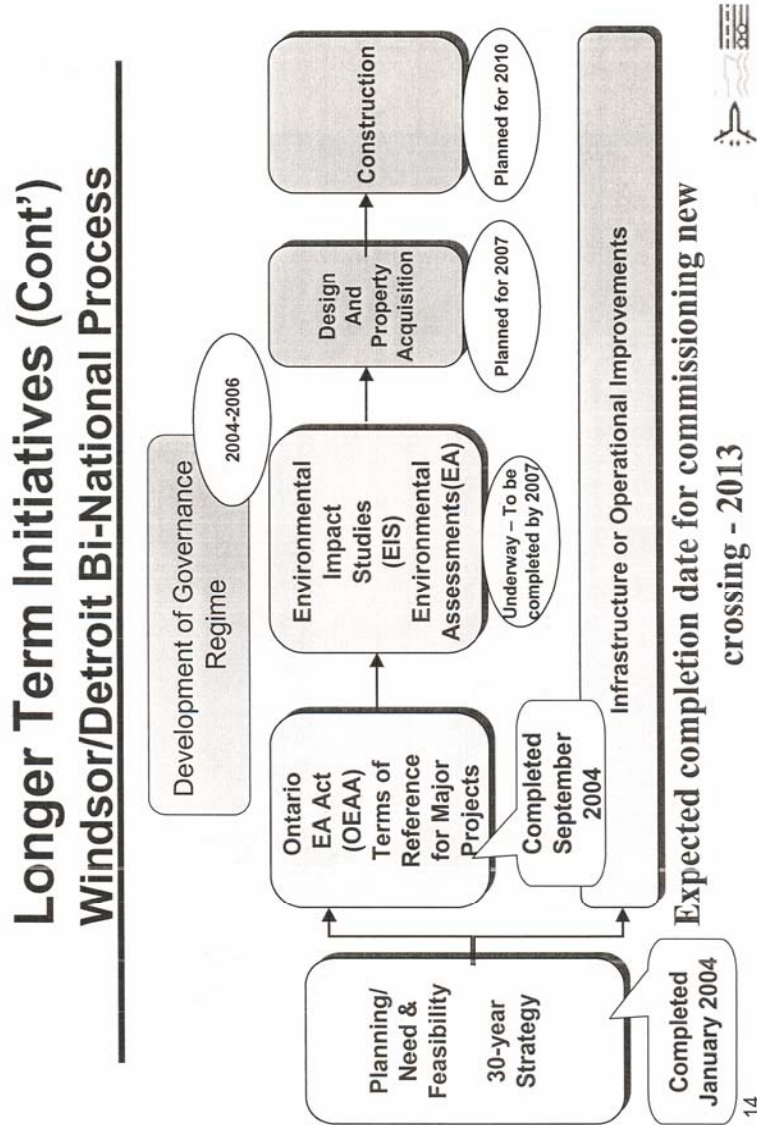 Longer Term Initiatives (Cont')
Windsor/Detroit Bi-National Process
Development of Governance
Regime
2004-2006
Planning/
Need &
Feasibility
30-year
Strategy
Completed
January 2004
Ontario
EA Act
(OEAA)
Terms of
Reference
for Major
Projects
Completed
September
2004
Environmental
Impact
Studies
(EIS)
Environmental
Assessments(EA)
Underway – To be
completed by 2007
Design
And
Property
Acquisition
Planned for 2007
Construction
Planned for 2010
Infrastructure or Operational Improvements
Expected completion date for commissioning new
crossing - 2013
14